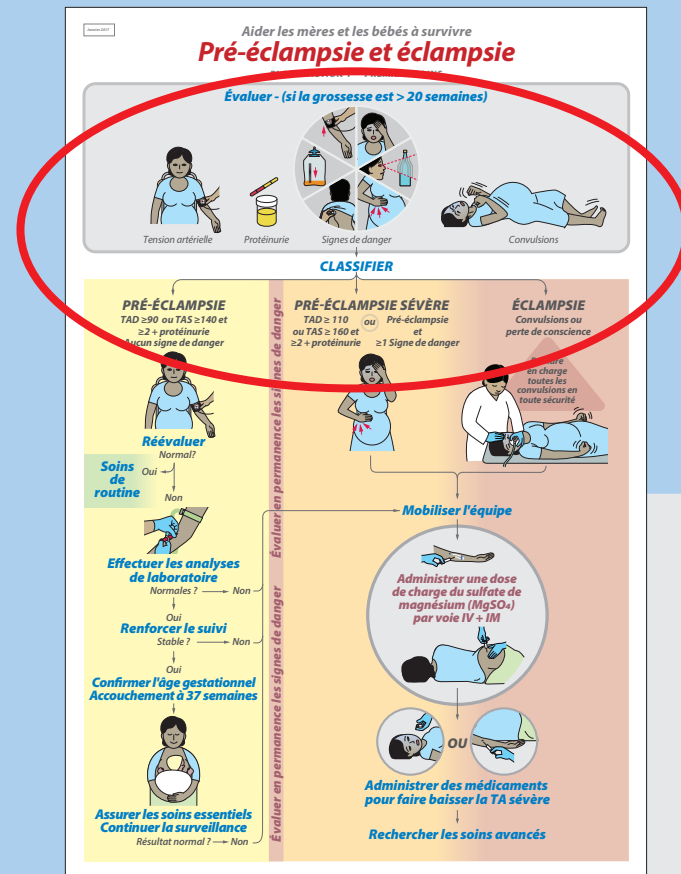 Aider les mères et les bébés à survivre
Pré-éclampsie et éclampsie
Évaluer - (si la grossesse est > 20 semaines)
Tension artérielle
Protéinurie
Signes de danger
Convulsions
CLASSIFIER
PRÉ-ÉCLAMPSIE
TAD ≥90 ou TAS ≥140 et
≥2 + protéinurie
Aucun signe de danger
PRÉ-ÉCLAMPSIE SÉVÈRE
TAD ≥ 110
ou TAS ≥ 160 et
≥2 + protéinurie
ou
Pré-éclampsie
et
≥1 Signe de danger
ÉCLAMPSIE
Convulsions ou
perte de conscience
en charge
toutes les
convulsions en
toute sécurité
Évaluer en permanence les signes de danger
Réévaluer
Normal?
Oui
Soins
de
routine
Non
Effectuer les analyses
de laboratoire
Normales ?
Non
Oui
Renforcer le suivi
Stable ?
Non
Oui
Confirmer l'âge gestationnel
Accouchement à 37 semaines
Évaluer en permanence les signes de danger
Assurer les soins essentiels
Continuer la surveillance
Résultat normal ?
Non
Mobiliser l'équipe
Administrer une dose
de charge du sulfate de
magnésium (MgSO₄)
par voie IV + IM
OU
Administrer des médicaments
pour faire baisser la TA sévère
Rechercher les soins avancés